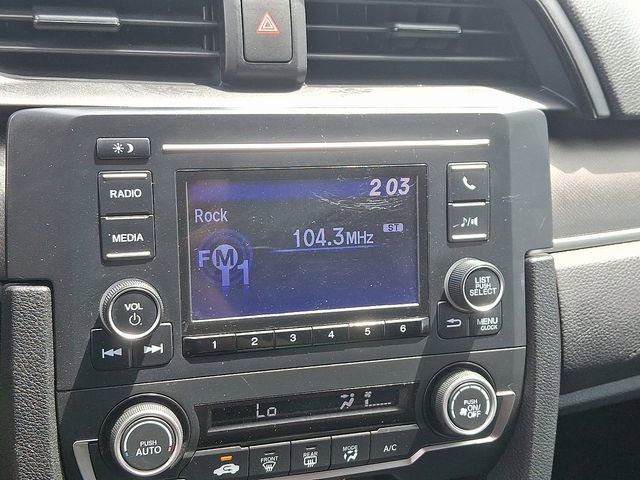 RADIO
MEDIA
VOL
2 03
Rock
104.3MHz
ST
FM1
1 2 3 4 5 6
LIST
PUSH
SELECT
MENU
CLOCK
Lo
PUSH
AUTO
FRONT
REAR
MODE
A/C
PUSH
ON/
OFF